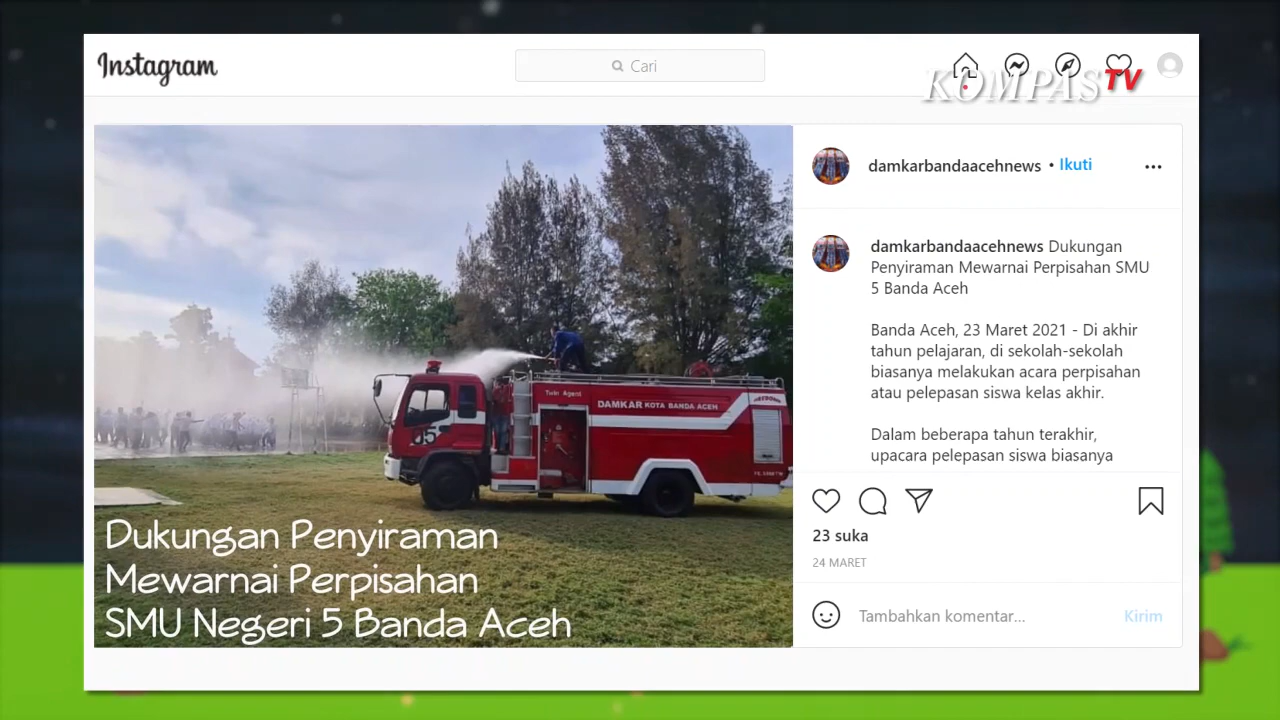 Instagram
Cari
KOMPAS TV
damkarbandaacehnews • Ikuti
damkarbandaacehnews Dukungan
Penyiraman Mewarnai Perpisahan SMU
5 Banda Aceh
Banda Aceh, 23 Maret 2021 - Di akhir
tahun pelajaran, di sekolah-sekolah
biasanya melakukan acara perpisahan
atau pelepasan siswa kelas akhir.
Dalam beberapa tahun terakhir,
upacara pelepasan siswa biasanya
23 suka
24 MARET
Tambahkan komentar... Kirim
Twin Agent
DAMKAR KOTA BANDA ACEH
05
Dukungan Penyiraman
Mewarnai Perpisahan
SMU Negeri 5 Banda Aceh